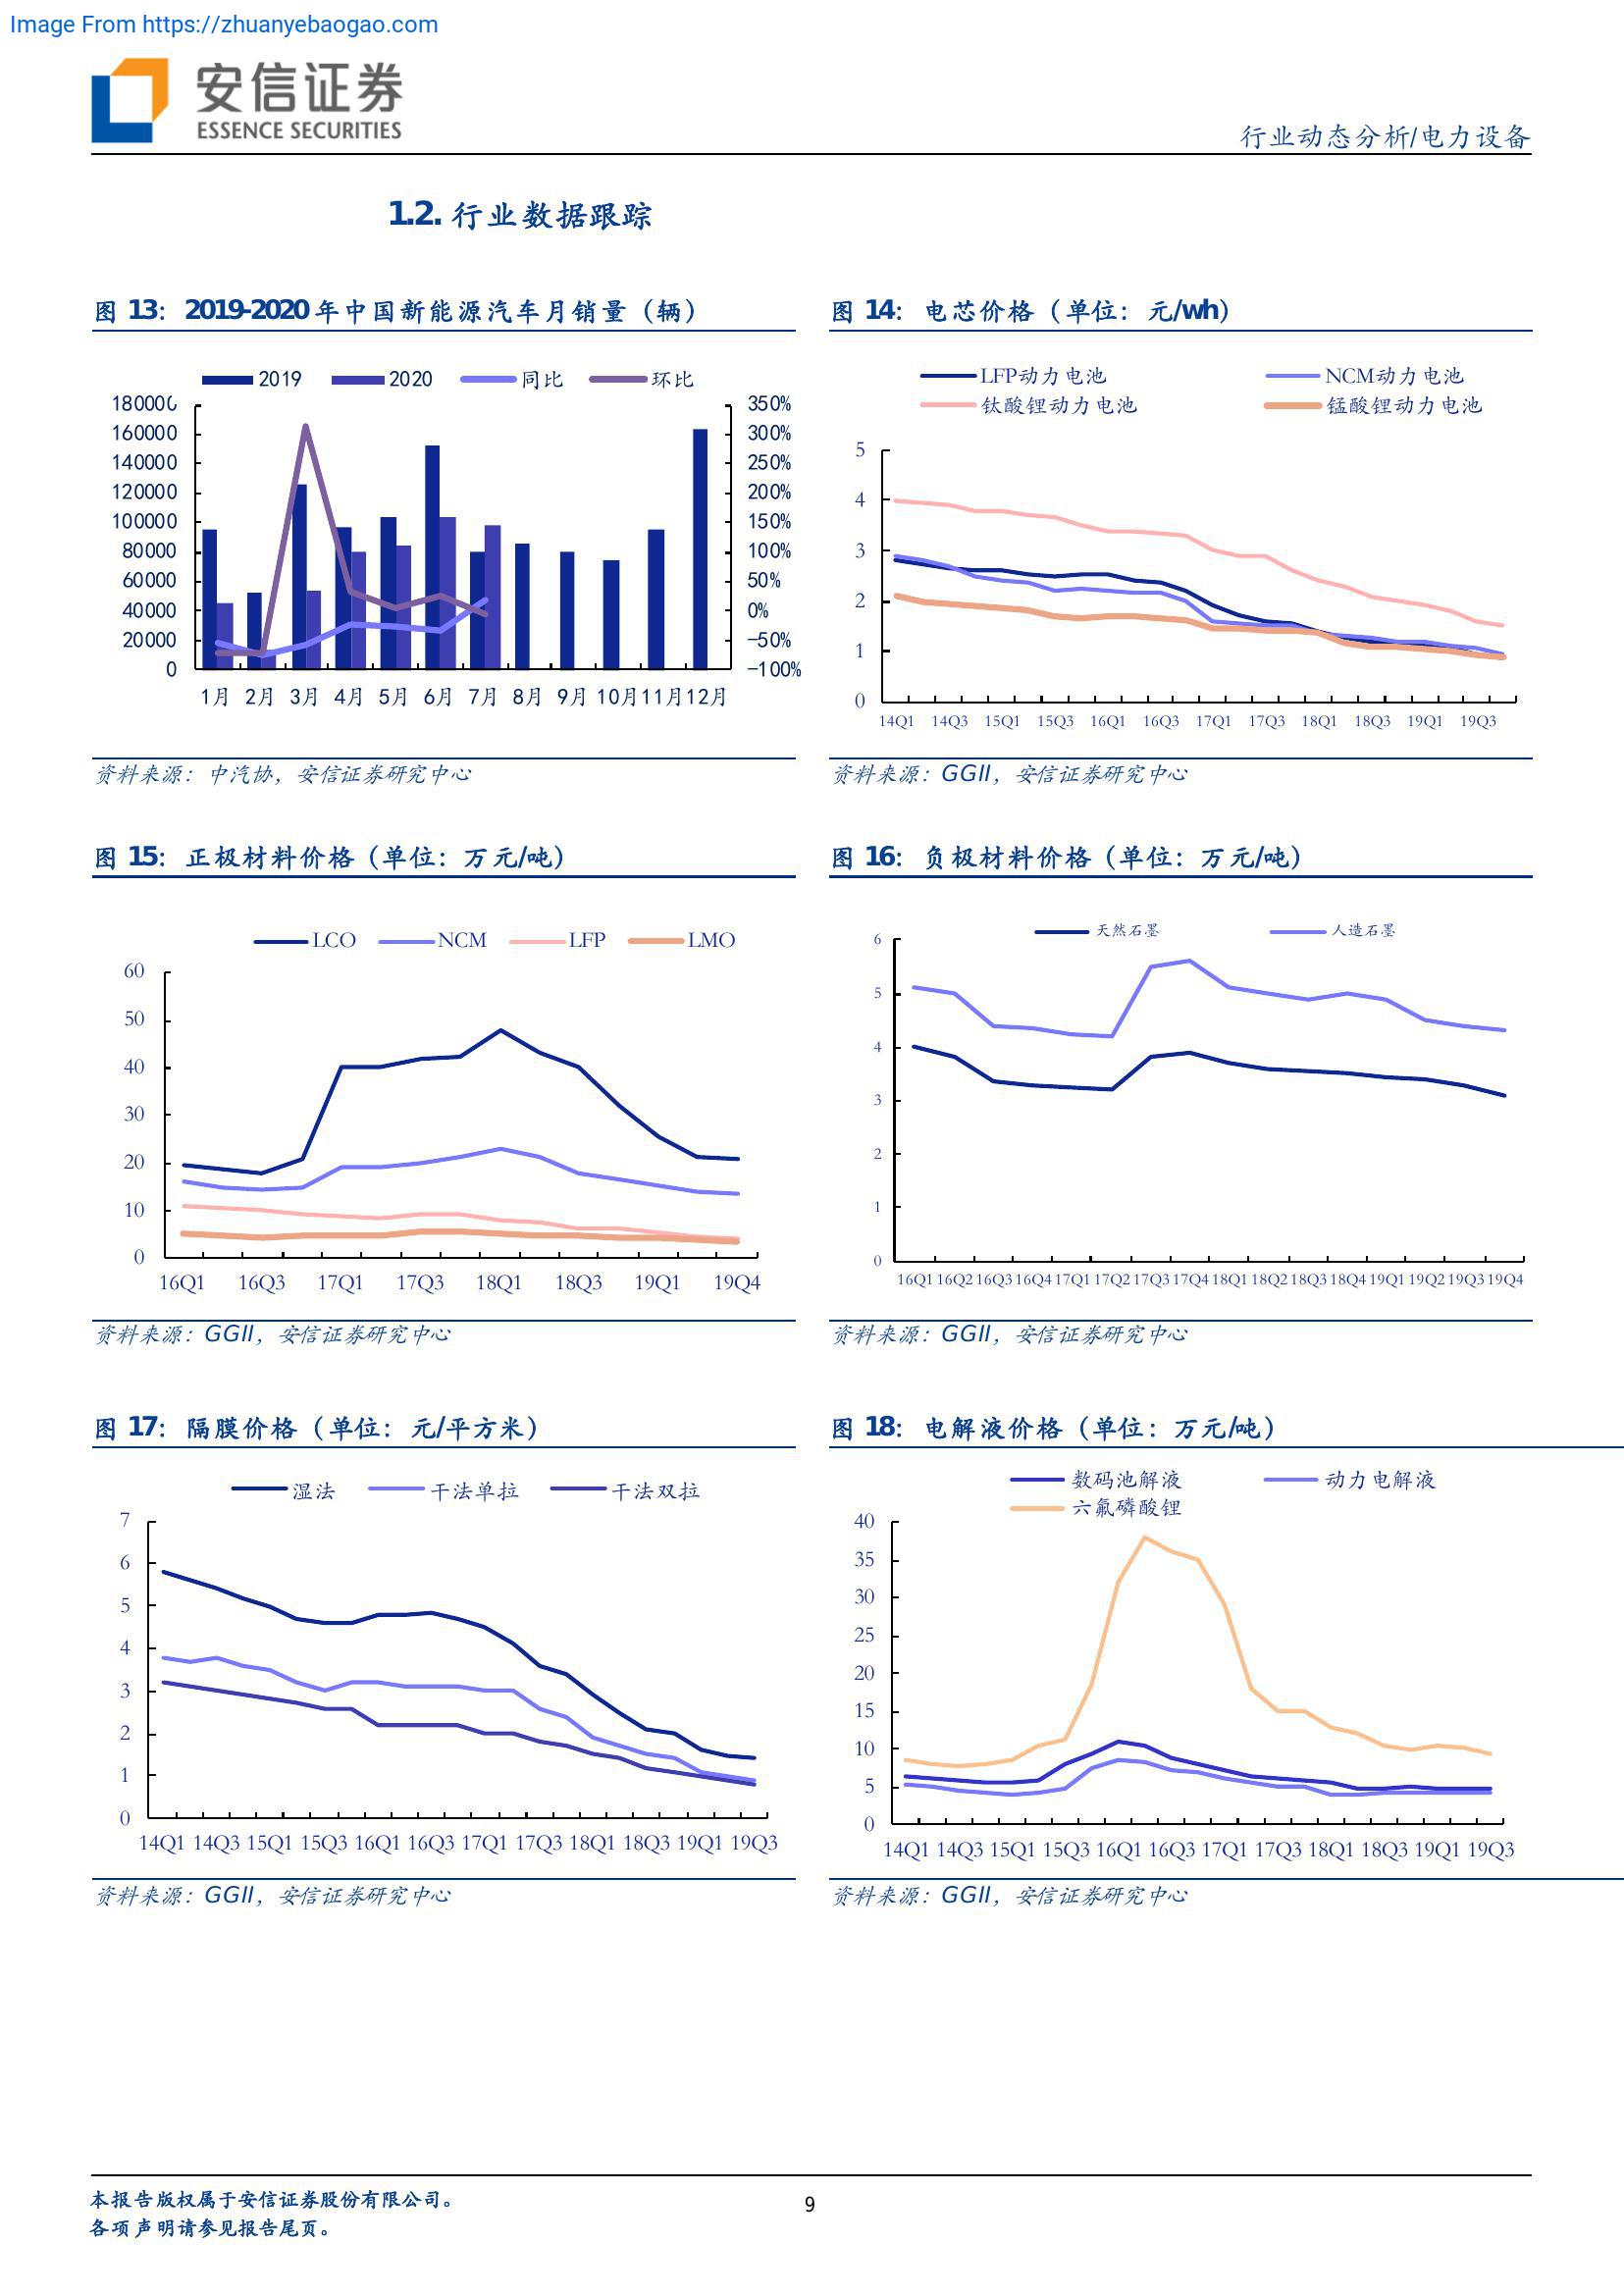 Image From https://zhuanyebaogao.com
安信证券
ESSENCE SECURITIES
行业动态分析/电力设备
1.2. 行业数据跟踪
图 13: 2019-2020 年中国新能源汽车月销量（辆）
2019 2020 同比 环比
180000
160000
140000
120000
100000
80000
60000
40000
20000
0
350%
300%
250%
200%
150%
100%
50%
0%
-50%
-100%
1月 2月 3月 4月 5月 6月 7月 8月 9月 10月 11月 12月
资料来源：中汽协，安信证券研究中心
图 14: 电芯价格（单位：元/wh）
LFP动力电池 NCM动力电池
钛酸锂动力电池 锰酸锂动力电池
5
4
3
2
1
0
14Q1 14Q3 15Q1 15Q3 16Q1 16Q3 17Q1 17Q3 18Q1 18Q3 19Q1 19Q3
资料来源：GGII，安信证券研究中心
图 15: 正极材料价格（单位：万元/吨）
LCO NCM LFP LMO
60
50
40
30
20
10
0
16Q1 16Q3 17Q1 17Q3 18Q1 18Q3 19Q1 19Q4
资料来源：GGII，安信证券研究中心
图 16: 负极材料价格（单位：万元/吨）
天然石墨 人造石墨
6
5
4
3
2
1
0
16Q1 16Q2 16Q3 16Q4 17Q1 17Q2 17Q3 17Q4 18Q1 18Q2 18Q3 18Q4 19Q1 19Q2 19Q3 19Q4
资料来源：GGII，安信证券研究中心
图 17: 隔膜价格（单位：元/平方米）
湿法 干法单拉 干法双拉
7
6
5
4
3
2
1
0
14Q1 14Q3 15Q1 15Q3 16Q1 16Q3 17Q1 17Q3 18Q1 18Q3 19Q1 19Q3
资料来源：GGII，安信证券研究中心
图 18: 电解液价格（单位：万元/吨）
数码池解液 动力电解液
六氟磷酸锂
40
35
30
25
20
15
10
5
0
14Q1 14Q3 15Q1 15Q3 16Q1 16Q3 17Q1 17Q3 18Q1 18Q3 19Q1 19Q3
资料来源：GGII，安信证券研究中心
本报告版权属于安信证券股份有限公司。
各项声明请参见报告尾页。
9